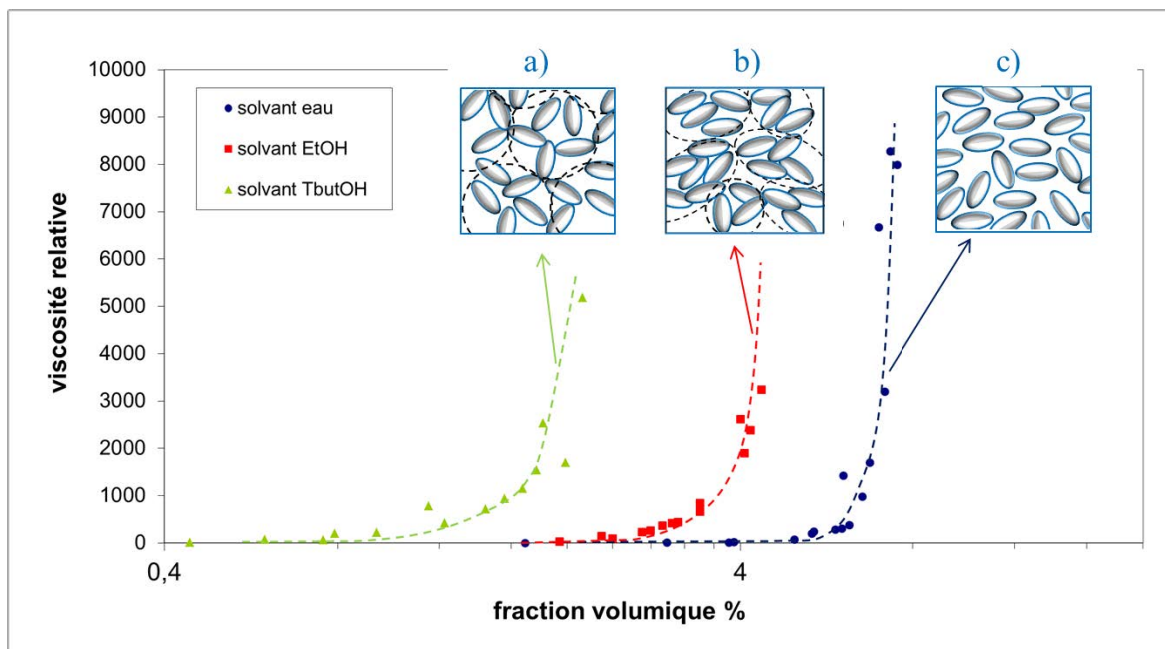 a)
b)
c)
10000
9000
8000
7000
6000
5000
4000
3000
2000
1000
0
viscosité relative
solvant eau
solvant EtOH
solvant TbutOH
0,4
4
fraction volumique %